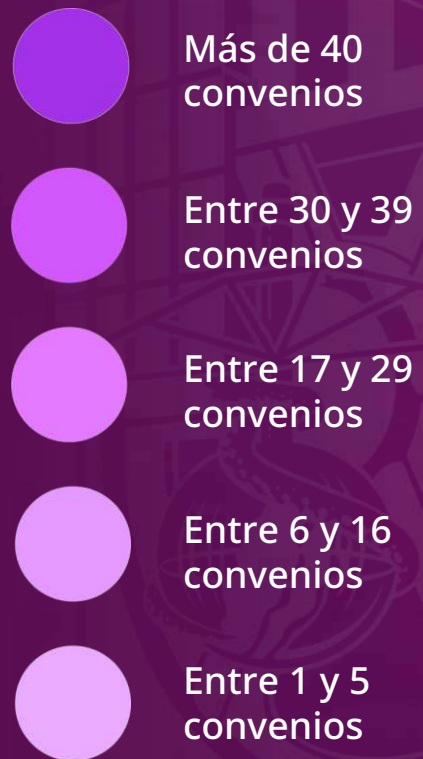 Más de 40
convenios
Entre 30 y 39
convenios
Entre 17 y 29
convenios
Entre 6 y 16
convenios
Entre 1 y 5
convenios